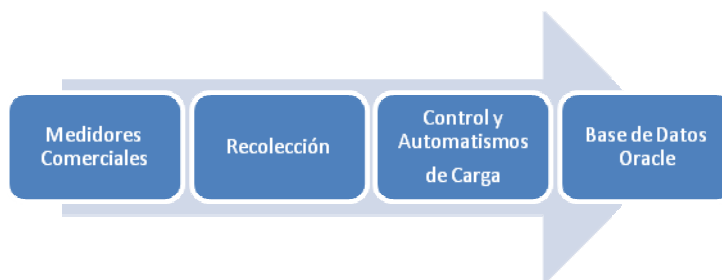 Medidores
Comerciales
Recolección
Control y
Automatismos
de Carga
Base de Datos
Oracle